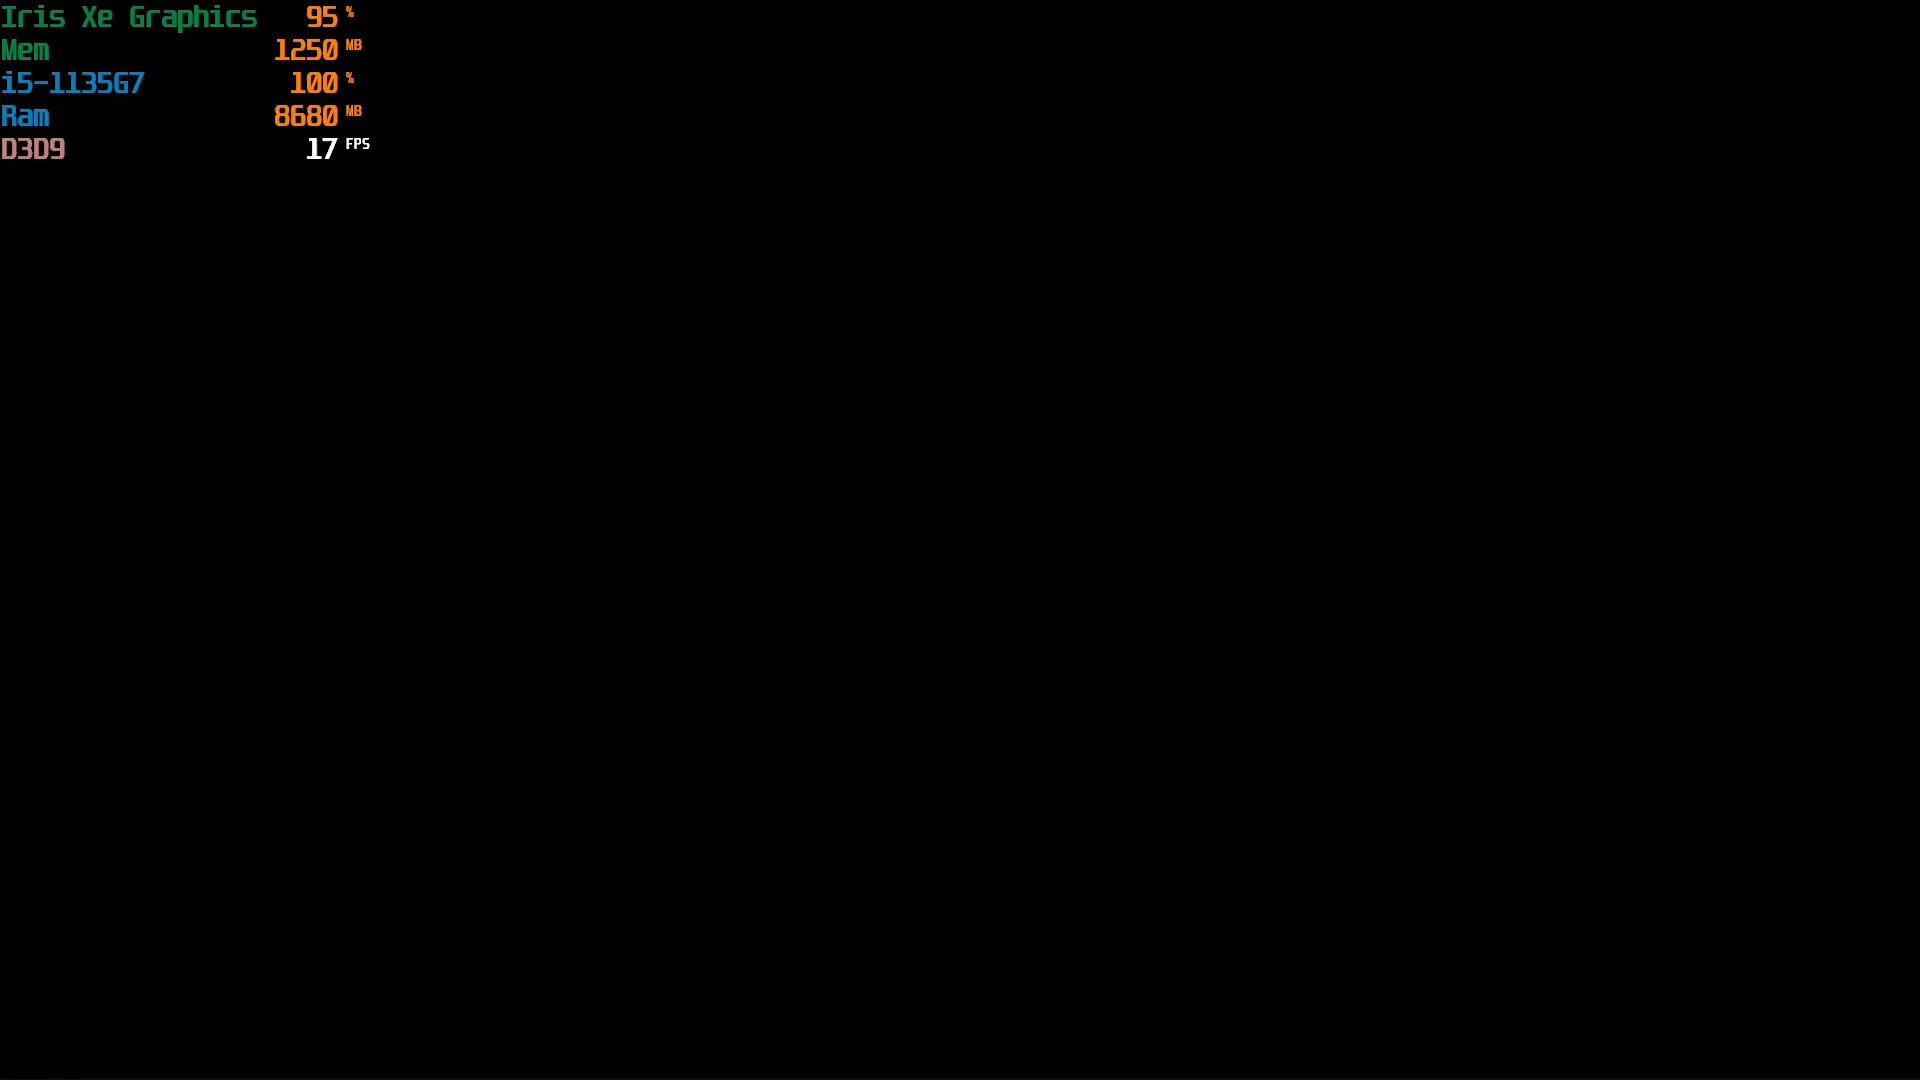 Iris Xe Graphics 95 %
Mem 1250 MB
i5-1135G7 100 %
Ram 8680 MB
D3D9 17 FPS